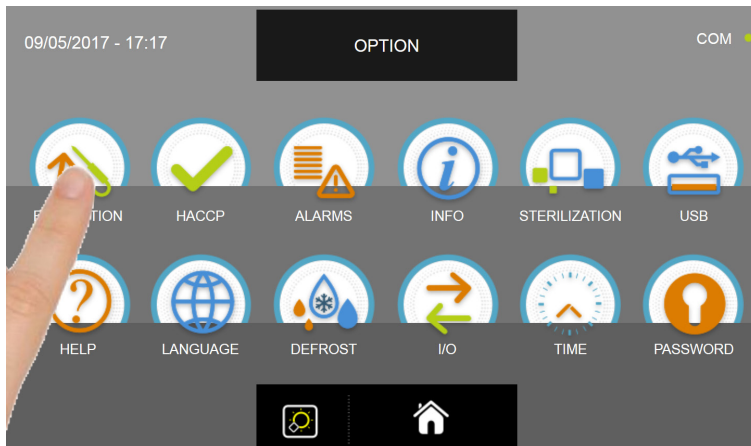 09/05/2017 - 17:17
OPTION
COM
HACCP
ALARMS
INFO
STERILIZATION
USB
HELP
LANGUAGE
DEFROST
I/O
TIME
PASSWORD